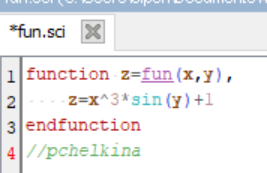 *fun.sci
1 function z=fun(x,y),
2 z=x^3*sin(y)+1
3 endfunction
4 //pchelkina